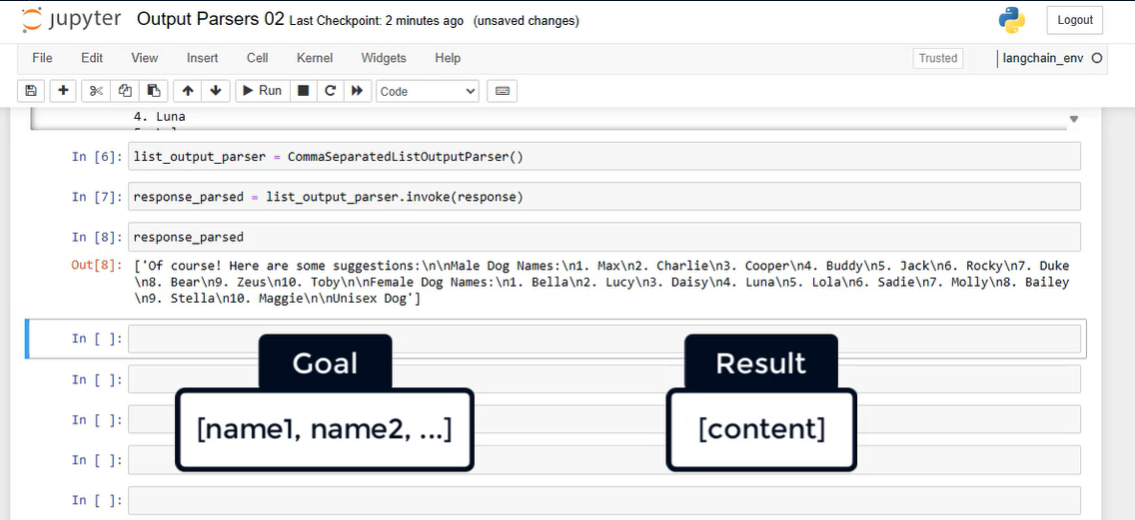 jupyter Output Parsers 02 Last Checkpoint: 2 minutes ago (unsaved changes) Logout
File Edit View Insert Cell Kernel Widgets Help Trusted langchain_env
Run Code
4. Luna
In [6]: list_output_parser = CommaSeparatedListOutputParser()
In [7]: response_parsed = list_output_parser.invoke(response)
In [8]: response_parsed
Out[8]: ['Of course! Here are some suggestions:\n\nMale Dog Names:\n1. Max\n2. Charlie\n3. Cooper\n4. Buddy\n5. Jack\n6. Rocky\n7. Duke
\n8. Bear\n9. Zeus\n10. Toby\n\nFemale Dog Names:\n1. Bella\n2. Lucy\n3. Daisy\n4. Luna\n5. Lola\n6. Sadie\n7. Molly\n8. Bailey
\n9. Stella\n10. Maggie\n\nUnisex Dog']
In [ ]:
Goal Result
In [ ]:
In [ ]:
[name1, name2, ...] [content]
In [ ]:
In [ ]: